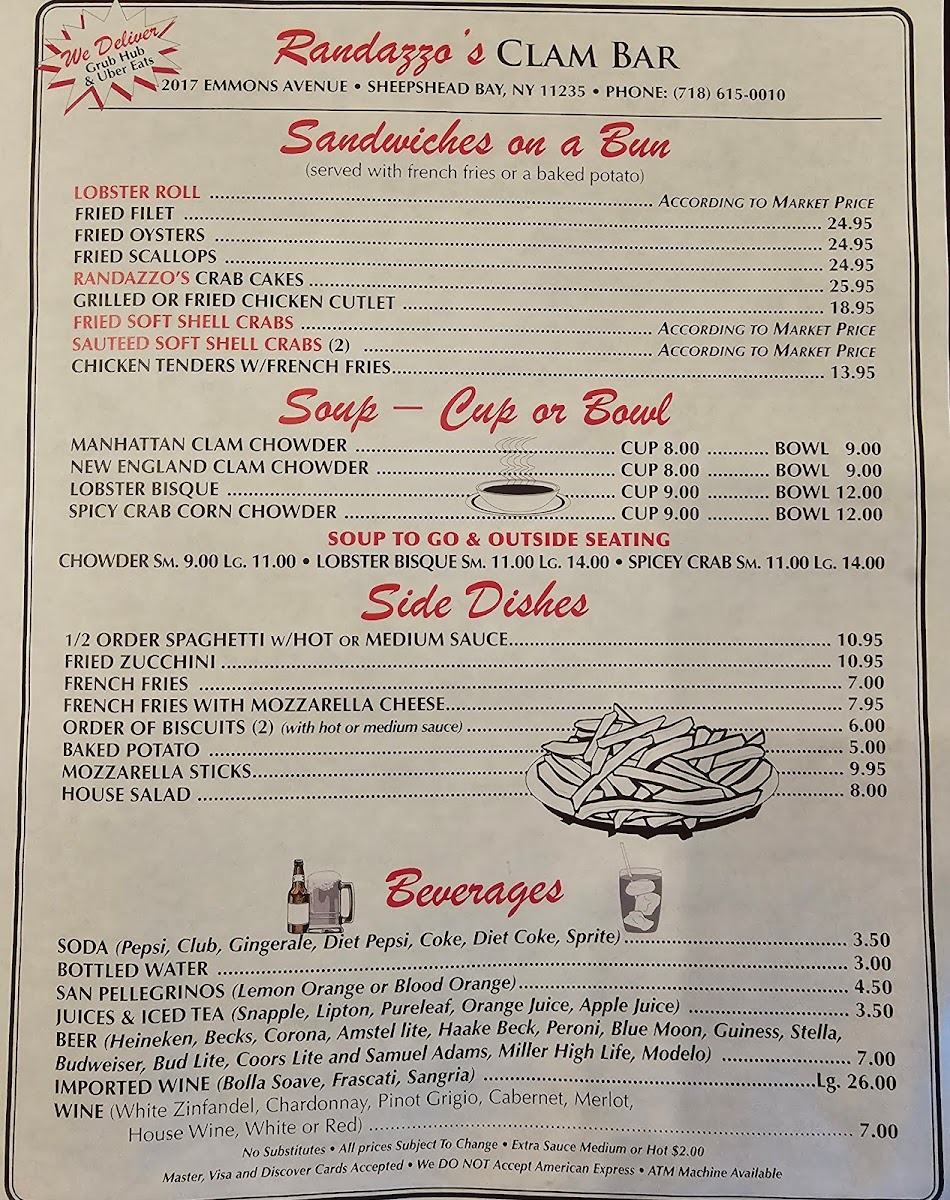 We Deliver
Grub Hub
& Uber Eats
Randazzo's CLAM BAR
2017 EMMONS AVENUE • SHEEPSHEAD BAY, NY 11235 • PHONE: (718) 615-0010
Sandwiches on a Bun
(served with french fries or a baked potato)
LOBSTER ROLL ........ ACCORDING TO MARKET PRICE
FRIED FILET ........ 24.95
FRIED OYSTERS ........ 24.95
FRIED SCALLOPS ........ 24.95
RANDAZZO'S CRAB CAKES ........ 25.95
GRILLED OR FRIED CHICKEN CUTLET ........ 18.95
FRIED SOFT SHELL CRABS ........ ACCORDING TO MARKET PRICE
SAUTEED SOFT SHELL CRABS (2) ........ ACCORDING TO MARKET PRICE
CHICKEN TENDERS W/FRENCH FRIES........ 13.95
Soup – Cup or Bowl
MANHATTAN CLAM CHOWDER ........ CUP 8.00 ........ BOWL 9.00
NEW ENGLAND CLAM CHOWDER ........ CUP 8.00 ........ BOWL 9.00
LOBSTER BISQUE ........ CUP 9.00 ........ BOWL 12.00
SPICY CRAB CORN CHOWDER ........ CUP 9.00 ........ BOWL 12.00
SOUP TO GO & OUTSIDE SEATING
CHOWDER SM. 9.00 LG. 11.00 • LOBSTER BISQUE SM. 11.00 LG. 14.00 • SPICEY CRAB SM. 11.00 LG. 14.00
Side Dishes
1/2 ORDER SPAGHETTI W/HOT OR MEDIUM SAUCE........ 10.95
FRIED ZUCCHINI ........ 10.95
FRENCH FRIES ........ 7.00
FRENCH FRIES WITH MOZZARELLA CHEESE........ 7.95
ORDER OF BISCUITS (2) (with hot or medium sauce) ........ 6.00
BAKED POTATO ........ 5.00
MOZZARELLA STICKS........ 9.95
HOUSE SALAD ........ 8.00
Beverages
SODA (Pepsi, Club, Gingerale, Diet Pepsi, Coke, Diet Coke, Sprite)........ 3.50
BOTTLED WATER ........ 3.00
SAN PELLEGRINOS (Lemon Orange or Blood Orange)........ 4.50
JUICES & ICED TEA (Snapple, Lipton, Pureleaf, Orange Juice, Apple Juice) ........ 3.50
BEER (Heineken, Becks, Corona, Amstel lite, Haake Beck, Peroni, Blue Moon, Guiness, Stella,
Budweiser, Bud Lite, Coors Lite and Samuel Adams, Miller High Life, Modelo) ........ 7.00
IMPORTED WINE (Bolla Soave, Frascati, Sangria) ........Lg. 26.00
WINE (White Zinfandel, Chardonnay, Pinot Grigio, Cabernet, Merlot,
House Wine, White or Red) ........ 7.00
No Substitutes • All prices Subject To Change • Extra Sauce Medium or Hot $2.00
Master, Visa and Discover Cards Accepted • We DO NOT Accept American Express • ATM Machine Available